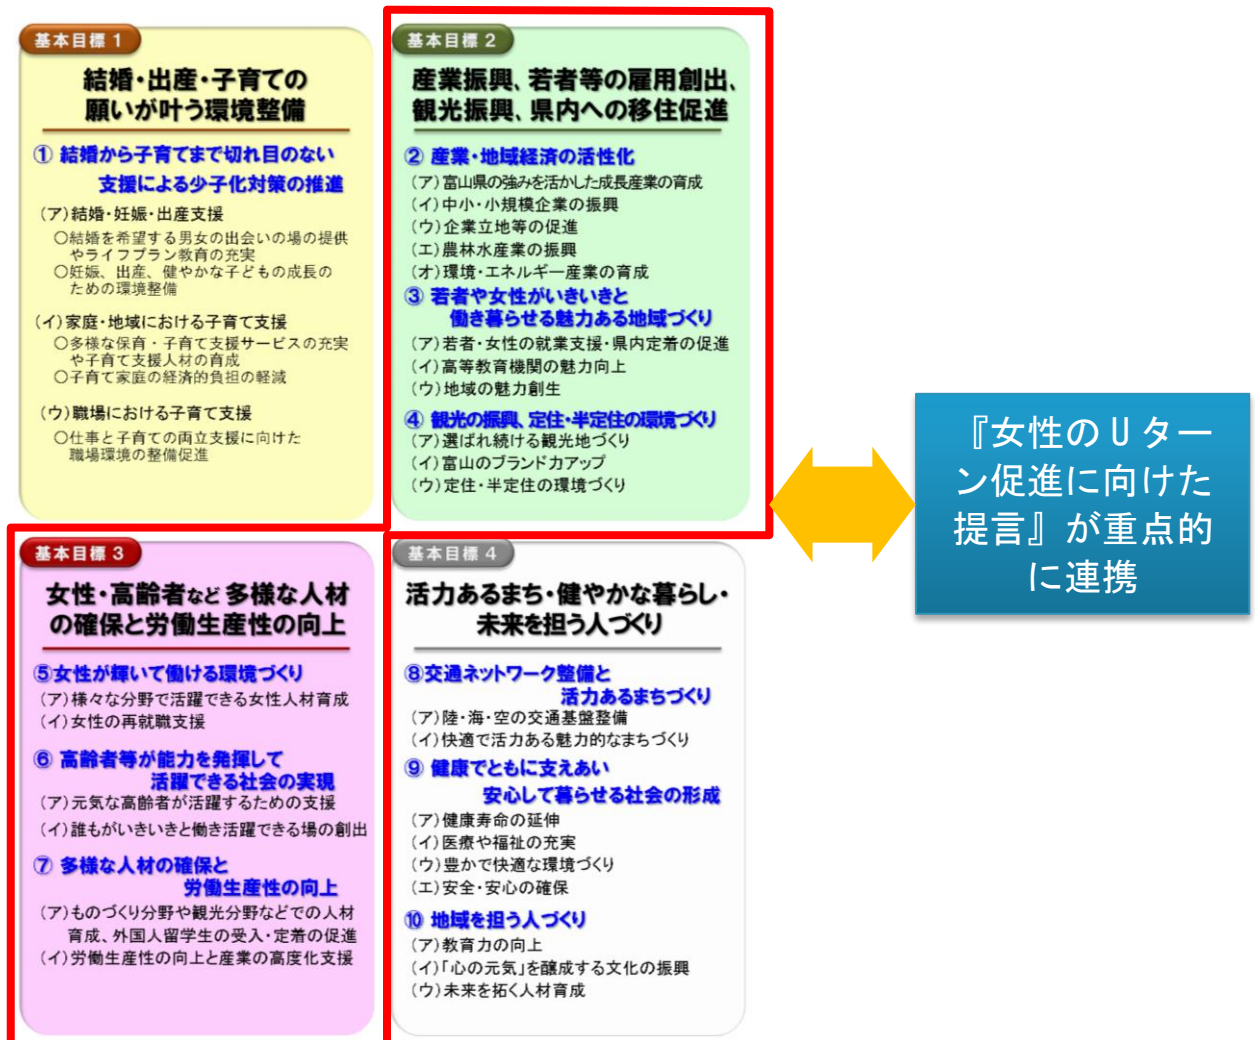 基本目標 1
結婚・出産・子育ての
願いが叶う環境整備
① 結婚から子育てまで切れ目のない
支援による少子化対策の推進
（ア）結婚・妊娠・出産支援
○結婚を希望する男女の出会いの場の提供
やライフプラン教育の充実
○妊娠、出産、健やかな子どもの成長の
ための環境整備
（イ）家庭・地域における子育て支援
○多様な保育・子育て支援サービスの充実
や子育て支援人材の育成
○子育て家庭の経済的負担の軽減
（ウ）職場における子育て支援
○仕事と子育ての両立支援に向けた
職場環境の整備促進
基本目標 2
産業振興、若者等の雇用創出、
観光振興、県内への移住促進
② 産業・地域経済の活性化
（ア）富山県の強みを活かした成長産業の育成
（イ）中小・小規模企業の振興
（ウ）企業立地等の促進
（エ）農林水産業の振興
（オ）環境・エネルギー産業の育成
③ 若者や女性がいきいきと
働き暮らせる魅力ある地域づくり
（ア）若者・女性の就業支援・県内定着の促進
（イ）高等教育機関の魅力向上
（ウ）地域の魅力創生
④ 観光の振興、定住・半定住の環境づくり
（ア）選ばれ続ける観光地づくり
（イ）富山のブランド力アップ
（ウ）定住・半定住の環境づくり
基本目標 3
女性・高齢者など多様な人材
の確保と労働生産性の向上
⑤女性が輝いて働ける環境づくり
（ア）様々な分野で活躍できる女性人材育成
（イ）女性の再就職支援
⑥ 高齢者等が能力を発揮して
活躍できる社会の実現
（ア）元気な高齢者が活躍するための支援
（イ）誰もがいきいきと働き活躍できる場の創出
⑦ 多様な人材の確保と
労働生産性の向上
（ア）ものづくり分野や観光分野などでの人材
育成、外国人留学生の受入・定着の促進
（イ）労働生産性の向上と産業の高度化支援
基本目標 4
活力あるまち・健やかな暮らし・
未来を担う人づくり
⑧交通ネットワーク整備と
活力あるまちづくり
（ア）陸・海・空の交通基盤整備
（イ）快適で活力ある魅力的なまちづくり
⑨ 健康でともに支えあい
安心して暮らせる社会の形成
（ア）健康寿命の延伸
（イ）医療や福祉の充実
（ウ）豊かで快適な環境づくり
（エ）安全・安心の確保
⑩ 地域を担う人づくり
（ア）教育力の向上
（イ）「心の元気」を醸成する文化の振興
（ウ）未来を拓く人材育成
『女性のＵター
ン促進に向けた
提言』が重点的
に連携